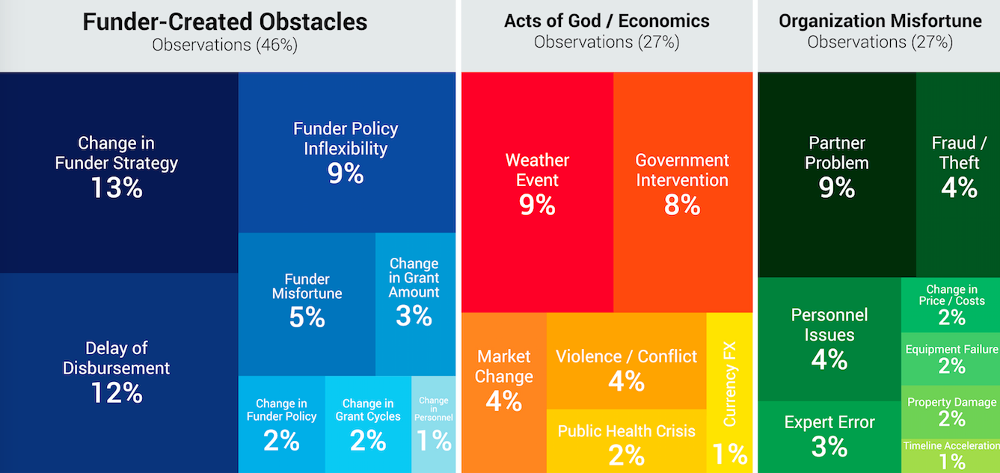 Funder-Created Obstacles
Observations (46%)
Change in
Funder Strategy
13%
Delay of
Disbursement
12%
Funder Policy
Inflexibility
9%
Funder
Misfortune
5%
Change
in Grant
Amount
3%
Change in
Funder Policy
2%
Change in
Grant Cycles
2%
Change
in
Personnel
1%
Acts of God / Economics
Observations (27%)
Weather
Event
9%
Government
Intervention
8%
Market
Change
4%
Violence / Conflict
4%
Public Health Crisis
2%
Currency FX
1%
Organization Misfortune
Observations (27%)
Partner
Problem
9%
Fraud /
Theft
4%
Personnel
Issues
4%
Expert Error
3%
Change in
Price / Costs
2%
Equipment Failure
2%
Property Damage
2%
Timeline Acceleration
1%